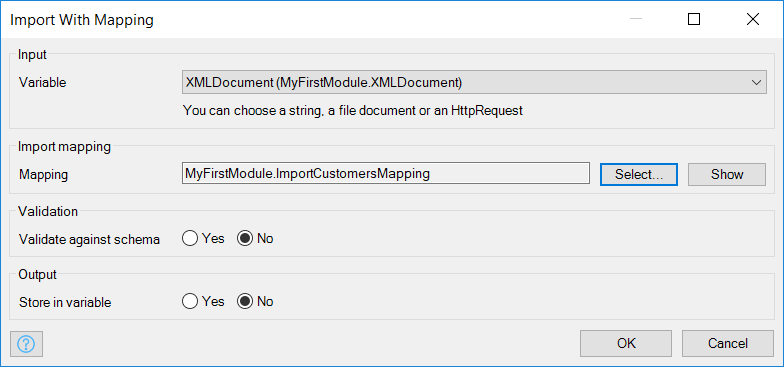 Import With Mapping
Input
Variable XMLDocument (MyFirstModule.XMLDocument)
You can choose a string, a file document or an HttpRequest
Import mapping
Mapping MyFirstModule.ImportCustomersMapping Select... Show
Validation
Validate against schema Yes No
Output
Store in variable Yes No
? OK Cancel